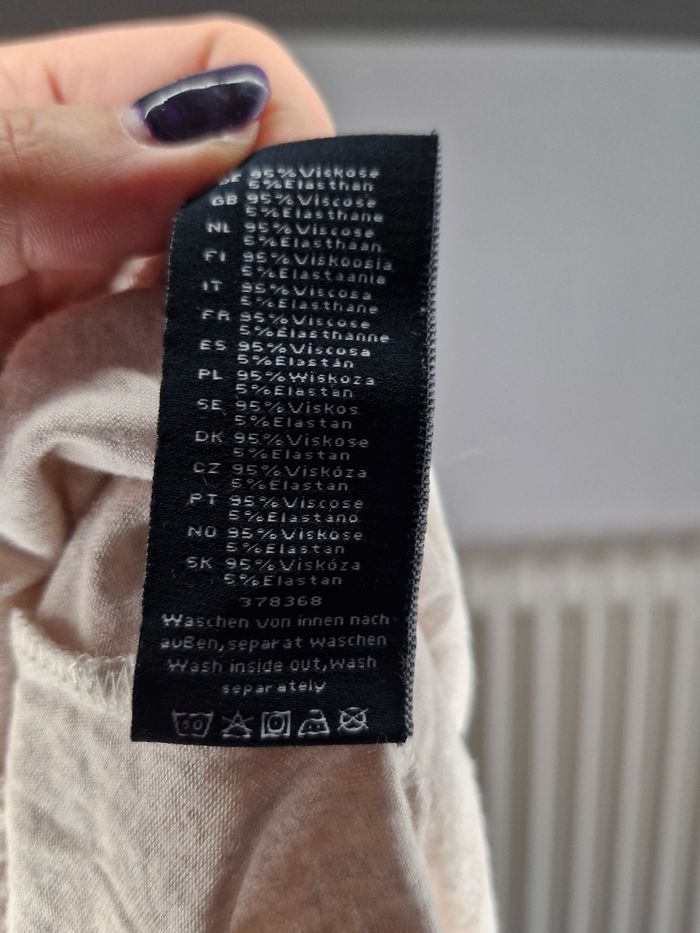 DE 95%Viskose
5%Elasthan
GB 95%Viscose
5%Elasthane
NL 95%Viscose
5%Elasthaan
FI 95%Viskoosia
5%Elastaania
IT 95%Viscosa
5%Elasthane
FR 95%Viscose
5%Elasthanne
ES 95%Viscosa
5%Elastán
PL 95%Wiskoza
5%Elastan
SE 95%Viskos
5%Elastan
DK 95%Viskose
5%Elastan
CZ 95%Viskóza
5%Elastan
PT 95%Viscose
5%Elastano
NO 95%Viskose
5%Elastan
SK 95%Viskóza
5%Elastan
378368
Waschen von innen nach
außen,separat waschen
Wash inside out,wash
separately